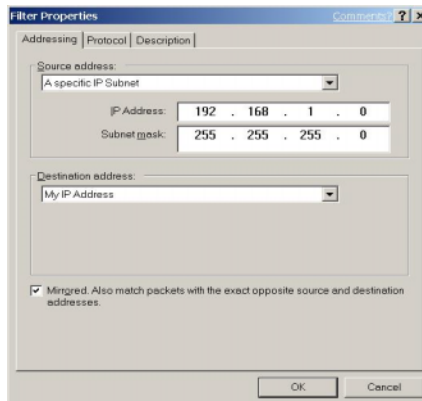 Filter Properties Comments? ? ×
Addressing Protocol Description
Source address:
A specific IP Subnet
IP Address: 192 . 168 . 1 . 0
Subnet mask: 255 . 255 . 255 . 0
Destination address:
My IP Address
Mirrored. Also match packets with the exact opposite source and destination
addresses.
OK Cancel